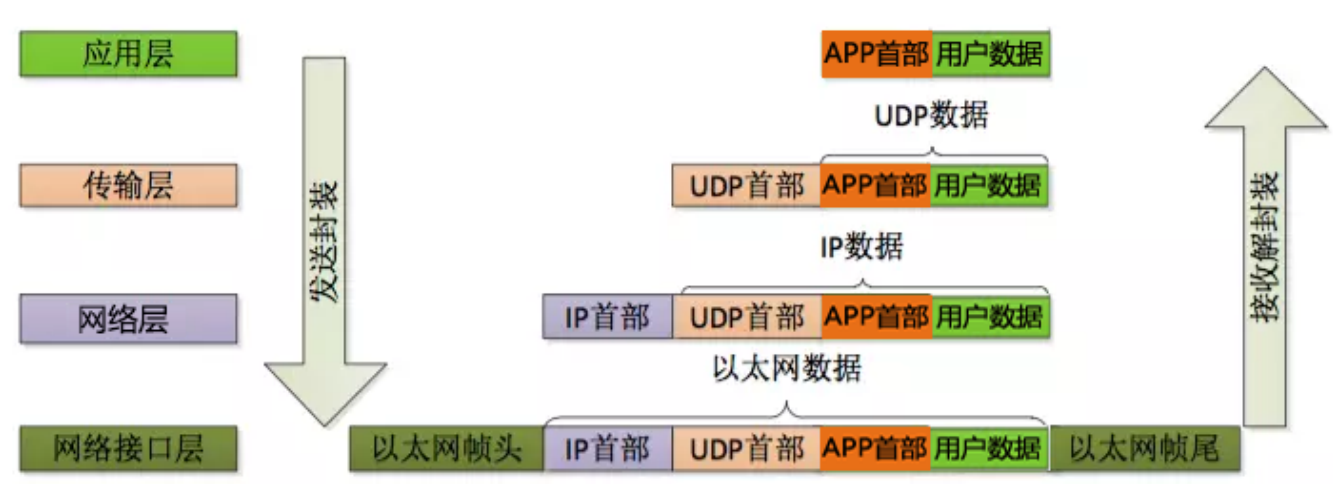 应用层
APP首部 用户数据
UDP数据
传输层
UDP首部 APP首部 用户数据
发送封装
接收解封装
IP数据
网络层
IP首部 UDP首部 APP首部 用户数据
以太网数据
网络接口层
以太网帧头 IP首部 UDP首部 APP首部 用户数据 以太网帧尾